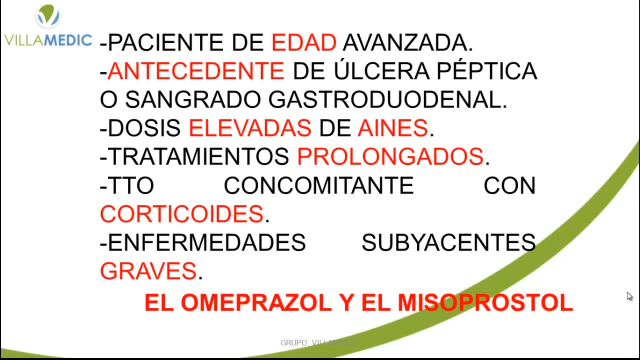 VILLAMEDIC
-PACIENTE DE EDAD AVANZADA.
-ANTECEDENTE DE ÚLCERA PÉPTICA
O SANGRADO GASTRODUODENAL.
-DOSIS ELEVADAS DE AINES.
-TRATAMIENTOS PROLONGADOS.
-TTO CONCOMITANTE CON
CORTICOIDES.
-ENFERMEDADES SUBYACENTES
GRAVES.
EL OMEPRAZOL Y EL MISOPROSTOL
GRUPO